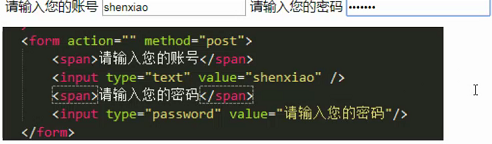 请输入您的账号 shenxiao 请输入您的密码 •••••••
<form action="" method="post">
<span>请输入您的账号</span>
<input type="text" value="shenxiao" />
<span>请输入您的密码</span>
<input type="password" value="请输入您的密码"/>
</form>